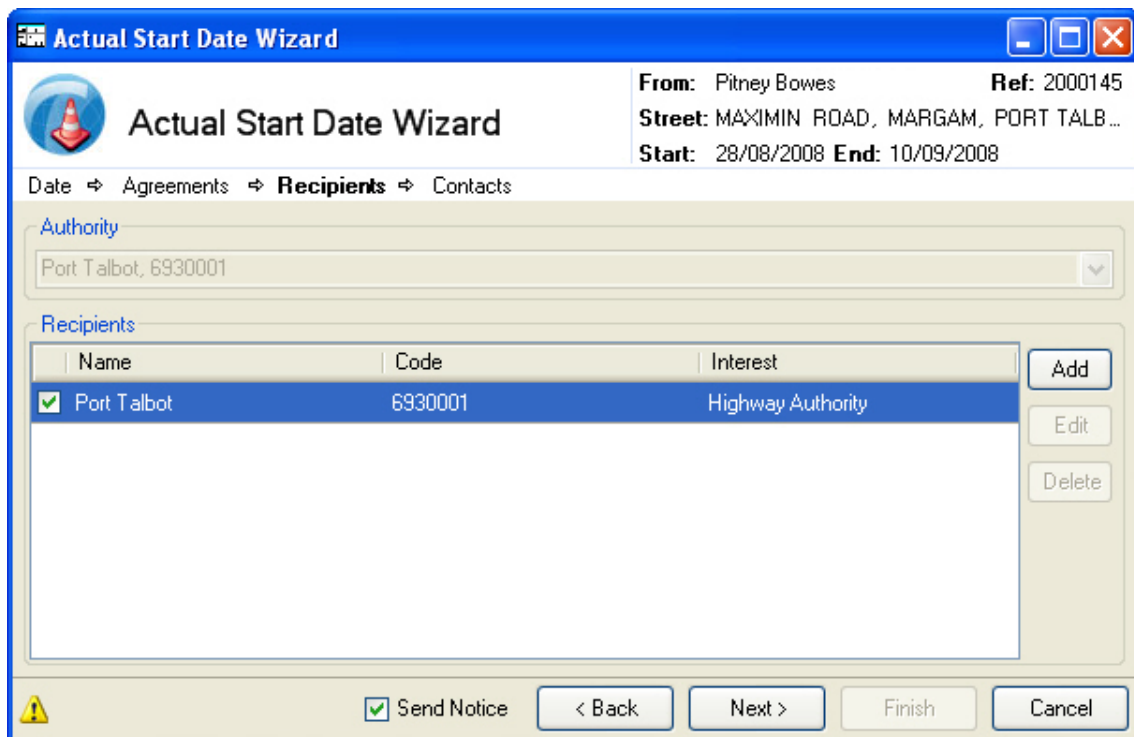 Actual Start Date Wizard
Actual Start Date Wizard
From: Pitney Bowes Ref: 2000145
Street: MAXIMIN ROAD, MARGAM, PORT TALB...
Start: 28/08/2008 End: 10/09/2008
Date ⇨ Agreements ⇨ Recipients ⇨ Contacts
Authority
Port Talbot, 6930001
Recipients
Name Code Interest
Port Talbot 6930001 Highway Authority
Add
Edit
Delete
Send Notice < Back Next > Finish Cancel